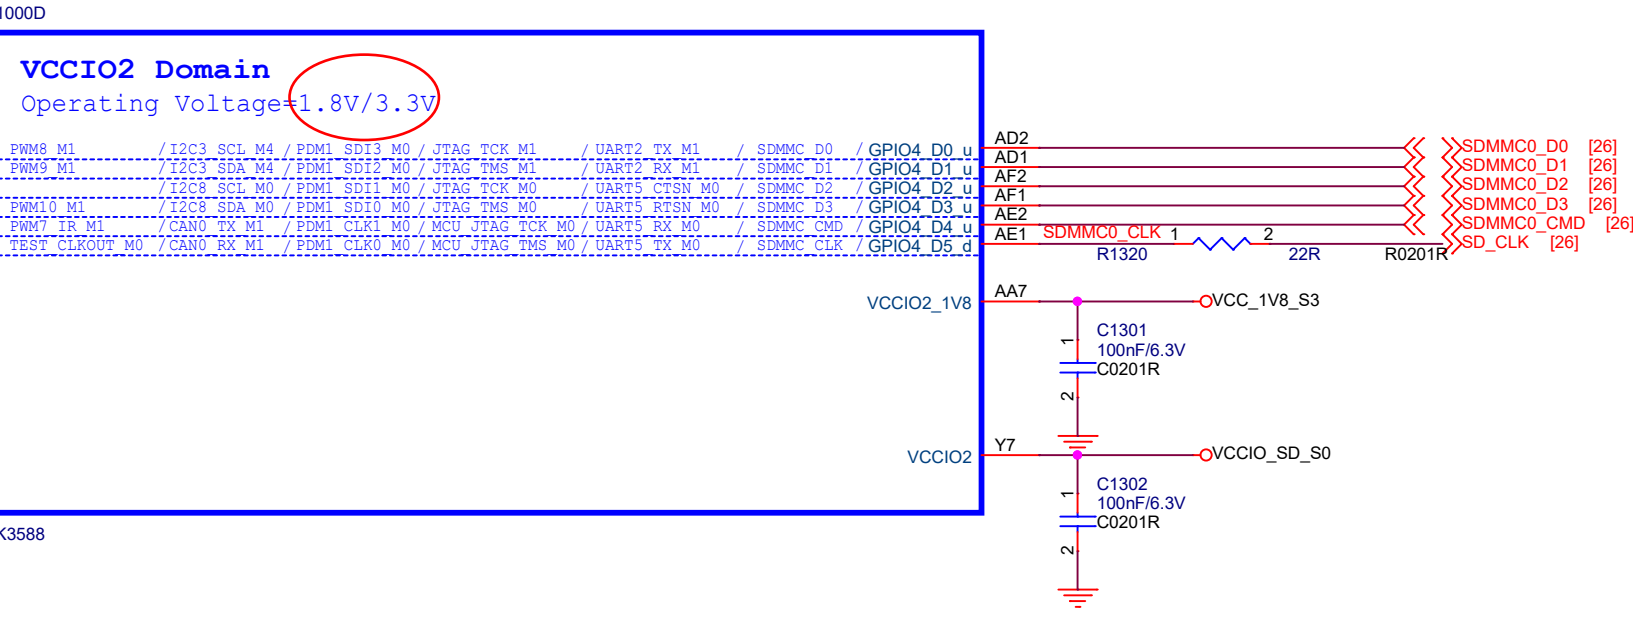 1000D
VCCIO2 Domain
Operating Voltage=1.8V/3.3V
PWM8_M1 /I2C3_SCL_M4 /PDM1_SDI3_M0 /JTAG_TCK_M1 /UART2_TX_M1 / SDMMC_D0 /GPIO4_D0_u AD2 SDMMC0_D0 [26]
PWM9_M1 /I2C3_SDA_M4 /PDM1_SDI2_M0 /JTAG_TMS_M1 /UART2_RX_M1 / SDMMC_D1 /GPIO4_D1_u AD1 SDMMC0_D1 [26]
/I2C8_SCL_M0 /PDM1_SDI1_M0 /JTAG_TCK_M0 /UART5_CTSN_M0 / SDMMC_D2 /GPIO4_D2_u AF2 SDMMC0_D2 [26]
PWM10_M1 /I2C8_SDA_M0 /PDM1_SDI0_M0 /JTAG_TMS_M0 /UART5_RTSN_M0 / SDMMC_D3 /GPIO4_D3_u AF1 SDMMC0_D3 [26]
PWM7_IR_M1 /CAN0_TX_M1 /PDM1_CLK1_M0 /MCU_JTAG_TCK_M0 /UART5_RX_M0 / SDMMC_CMD /GPIO4_D4_u AE2 SDMMC0_CMD [26]
TEST_CLKOUT_M0 /CAN0_RX_M1 /PDM1_CLK0_M0 /MCU_JTAG_TMS_M0 /UART5_TX_M0 / SDMMC_CLK /GPIO4_D5_d AE1 SDMMC0_CLK 1 2 SD_CLK [26]
R1320 22R R0201R
VCCIO2_1V8 AA7 VCC_1V8_S3
C1301
1
100nF/6.3V
C0201R
2
VCCIO2 Y7 VCCIO_SD_S0
C1302
1
100nF/6.3V
C0201R
2
K3588